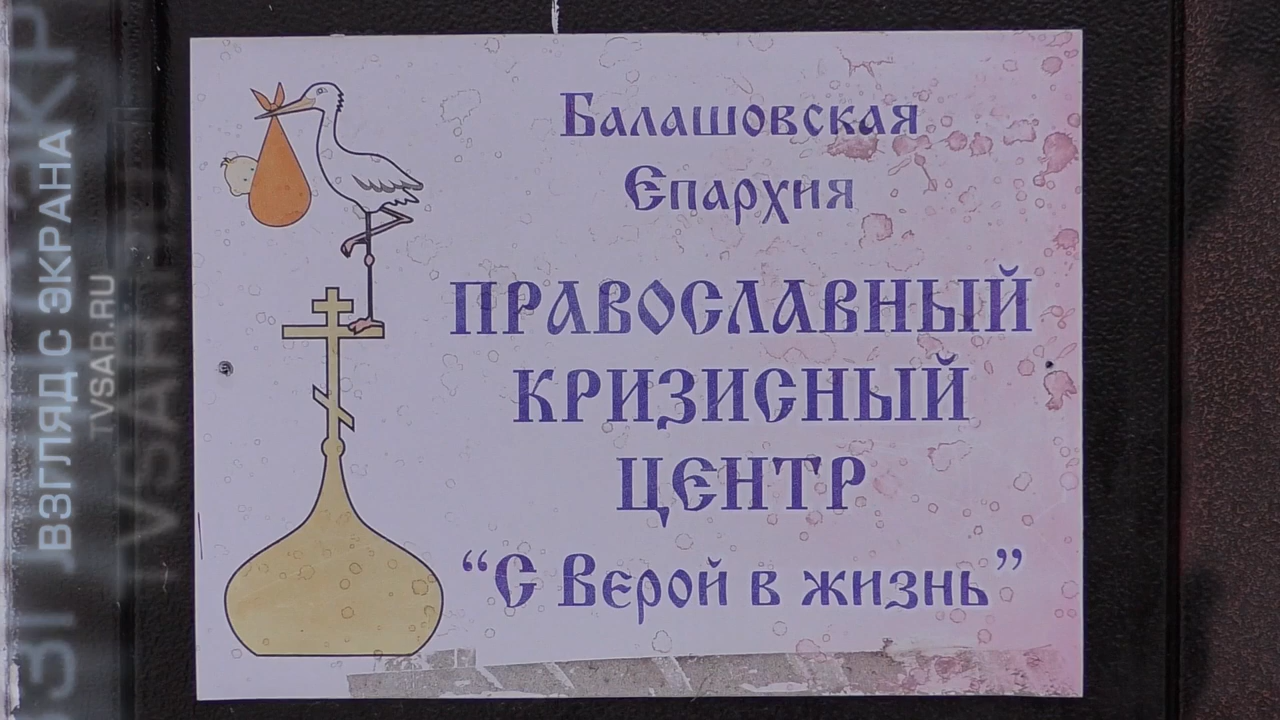 Балашовская
Епархия
ПРАВОСЛАВНЫЙ
КРИЗИСНЫЙ
ЦЕНТР
“С Верой в жизнь”
ВЗГЛЯД С ЭКРАНА
TVSAR.RU